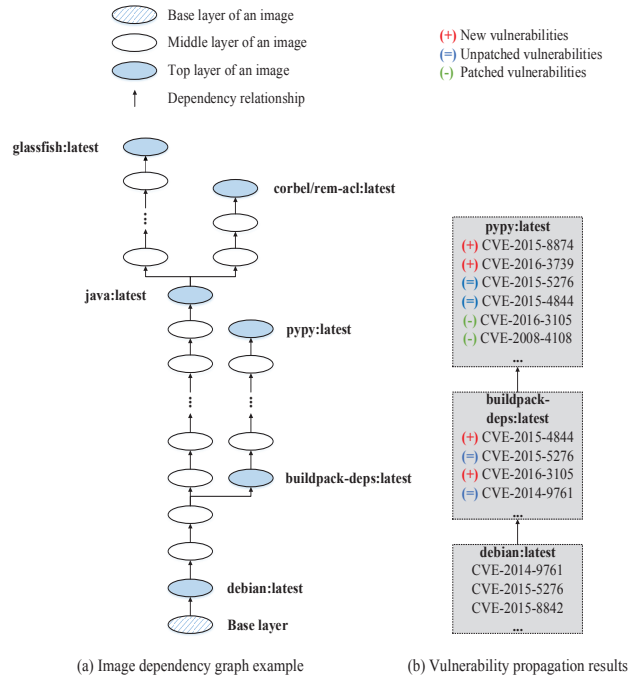 Base layer of an image
Middle layer of an image
Top layer of an image
Dependency relationship
(+) New vulnerabilities
(=) Unpatched vulnerabilities
(-) Patched vulnerabilities
glassfish:latest
corbel/rem-acl:latest
java:latest
pypy:latest
buildpack-deps:latest
debian:latest
Base layer
(a) Image dependency graph example
pypy:latest
(+) CVE-2015-8874
(+) CVE-2016-3739
(=) CVE-2015-5276
(=) CVE-2015-4844
(-) CVE-2016-3105
(-) CVE-2008-4108
...
buildpack-
deps:latest
(+) CVE-2015-4844
(=) CVE-2015-5276
(+) CVE-2016-3105
(=) CVE-2014-9761
...
debian:latest
CVE-2014-9761
CVE-2015-5276
CVE-2015-8842
...
(b) Vulnerability propagation results